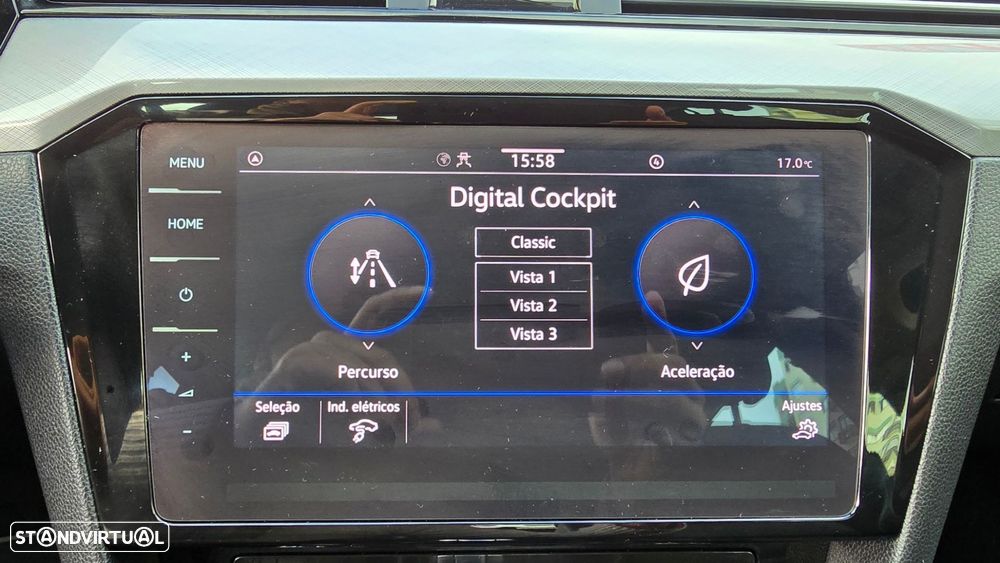 MENU
HOME
+
-
15:58
4
17.0°C
Digital Cockpit
Classic
Vista 1
Vista 2
Vista 3
Percurso
Aceleração
Seleção
Ind. elétricos
Ajustes
STANDVIRTUAL